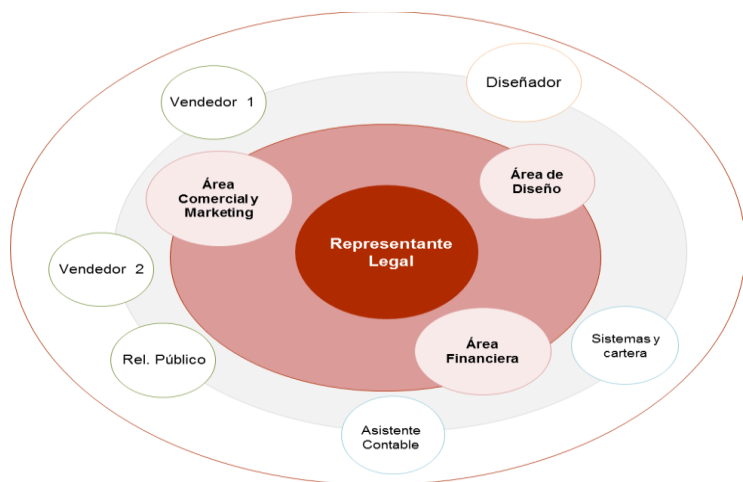 Diseñador
Vendedor 1
Área
Comercial y
Marketing
Área de
Diseño
Representante
Legal
Vendedor 2
Rel. Público
Área
Financiera
Sistemas y
cartera
Asistente
Contable